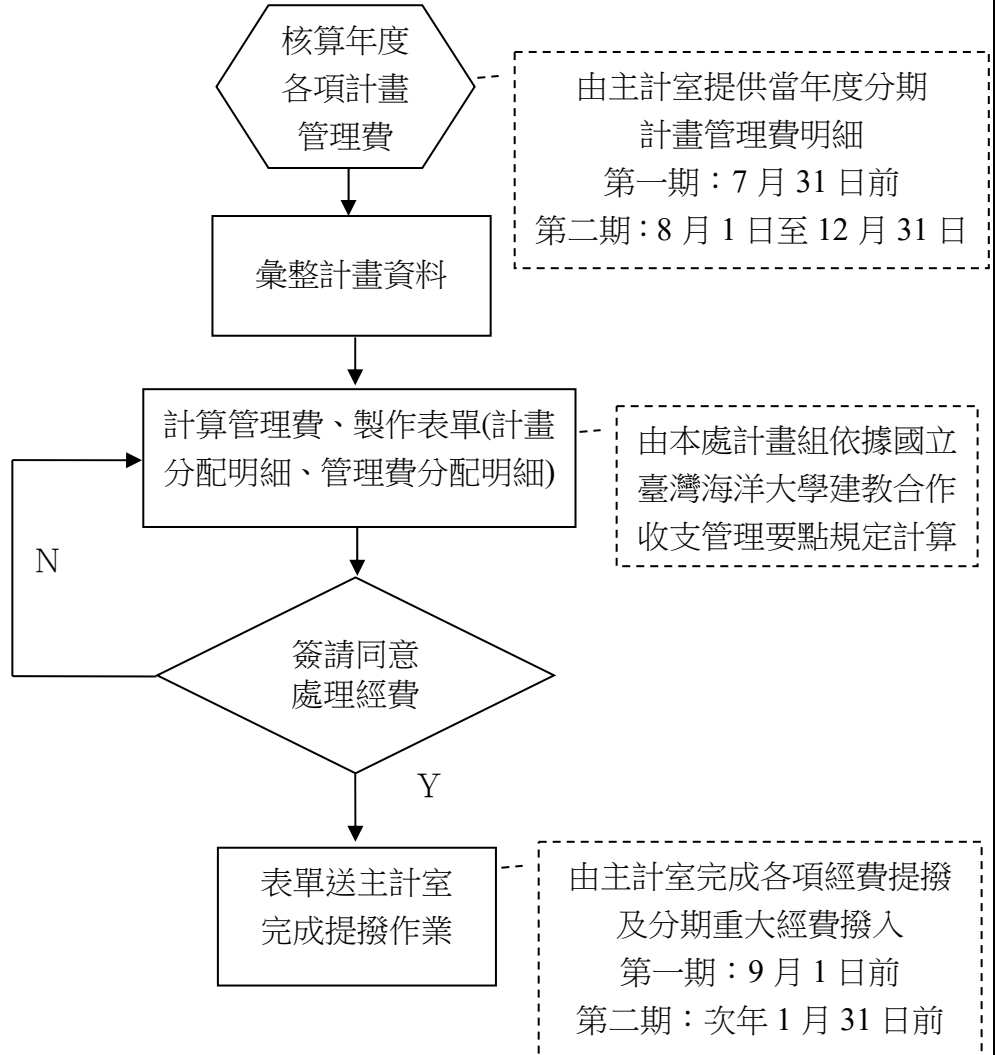 核算年度
各項計畫
管理費
由主計室提供當年度分期
計畫管理費明細
第一期：7 月 31 日前
第二期：8 月 1 日至 12 月 31 日
彙整計畫資料
計算管理費、製作表單(計畫
分配明細、管理費分配明細)
由本處計畫組依據國立
臺灣海洋大學建教合作
收支管理要點規定計算
N
簽請同意
處理經費
Y
表單送主計室
完成提撥作業
由主計室完成各項經費提撥
及分期重大經費撥入
第一期：9 月 1 日前
第二期：次年 1 月 31 日前